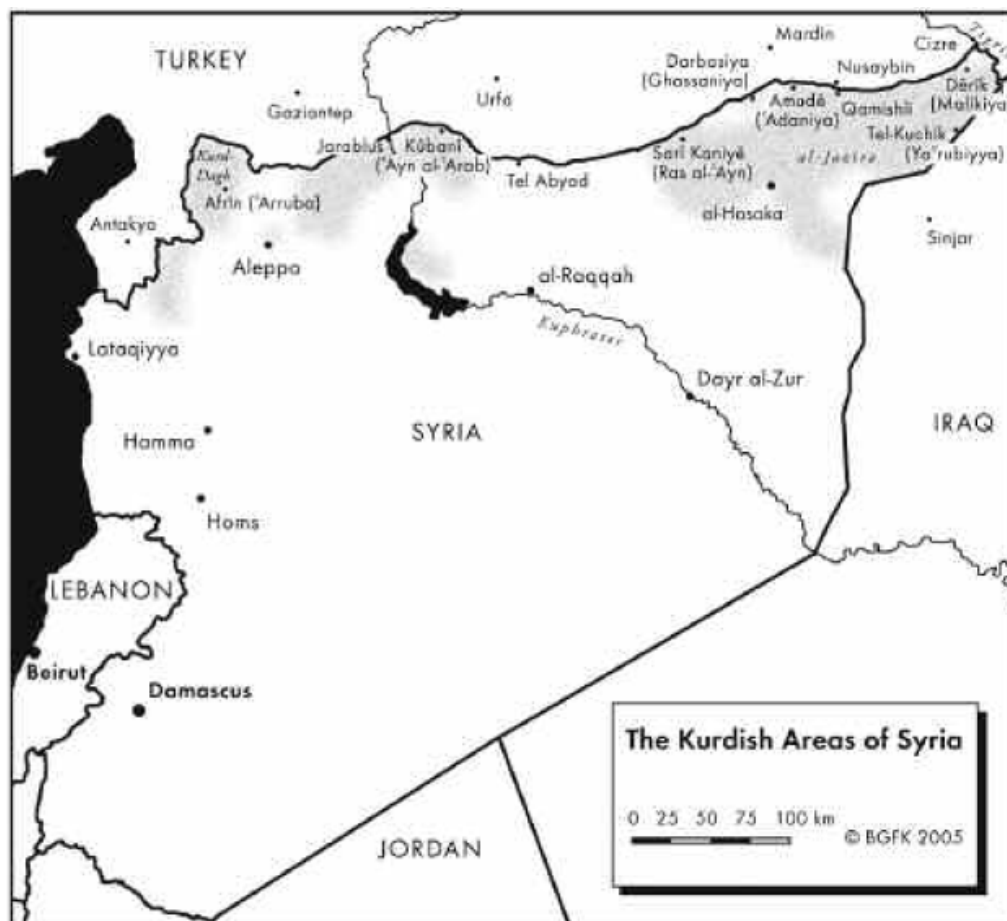 TURKEY
Mardin
Cizre
Darbasiya
(Ghassaniya)
Nusaybin
Urfa
Gaziantep
Amudê
('Adaniya)
Qamishli
Dêrik
(Malikiya
Jarablus
Kûbanî
('Ayn al-'Arab)
Tel-Kuchik
(Ya'rubiyya)
Kurd-
Dagh
Sarî Kaniyê
(Ras al-'Ayn)
al-Jazira
Tel Abyad
Afrîn ('Arruba)
al-Hasaka
Antakya
Sinjar
Aleppo
al-Raqqah
Euphrates
Lataqiyya
Dayr al-Zur
Hamma
SYRIA
IRAQ
Homs
LEBANON
Beirut
Damascus
The Kurdish Areas of Syria
0 25 50 75 100 km
© BGFK 2005
JORDAN